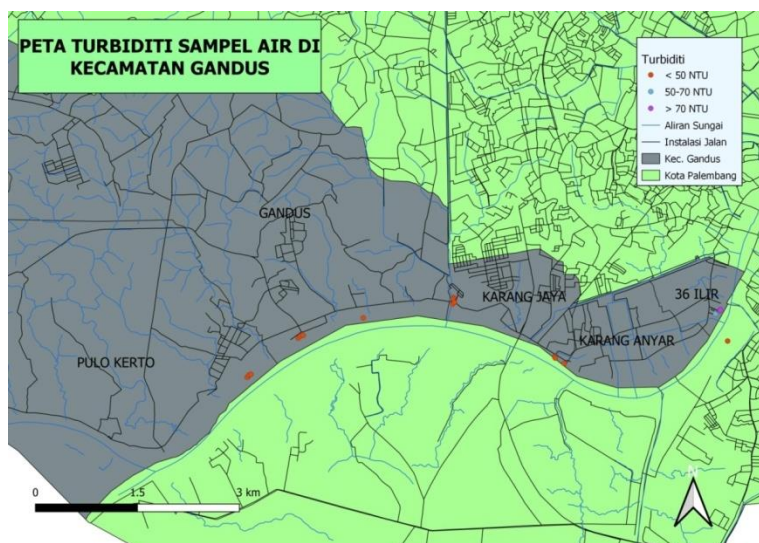 PETA TURBIDITI SAMPEL AIR DI
KECAMATAN GANDUS
Turbiditi
< 50 NTU
50-70 NTU
> 70 NTU
Aliran Sungai
Instalasi Jalan
Kec. Gandus
Kota Palembang
GANDUS
KARANG JAYA
36 ILIR
KARANG ANYAR
PULO KERTO
0 1.5 3 km
N